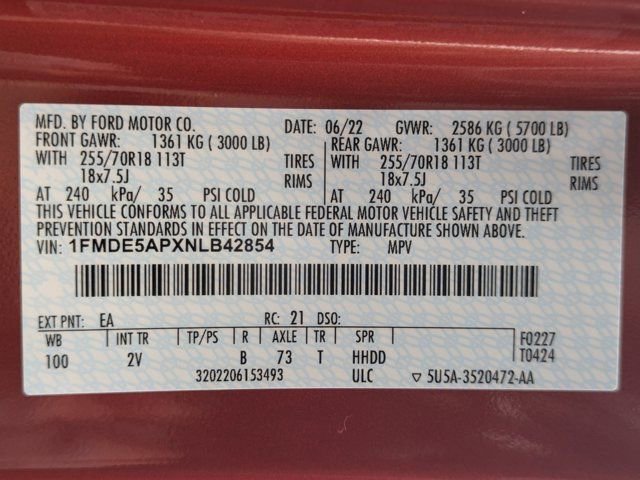 MFD. BY FORD MOTOR CO. DATE: 06/22 GVWR: 2586 KG ( 5700 LB)
FRONT GAWR: 1361 KG ( 3000 LB) REAR GAWR: 1361 KG ( 3000 LB)
WITH 255/70R18 113T TIRES WITH 255/70R18 113T TIRES
18x7.5J RIMS 18x7.5J RIMS
AT 240 kPa/ 35 PSI COLD AT 240 kPa/ 35 PSI COLD
THIS VEHICLE CONFORMS TO ALL APPLICABLE FEDERAL MOTOR VEHICLE SAFETY AND THEFT
PREVENTION STANDARDS IN EFFECT ON THE DATE OF MANUFACTURE SHOWN ABOVE.
VIN: 1FMDE5APXNLB42854 TYPE: MPV
EXT PNT: EA RC: 21 DSO:
WB INT TR TP/PS R AXLE TR SPR F0227
100 2V B 73 T HHDD T0424
3202206153493 ULC ▽ 5U5A-3520472-AA